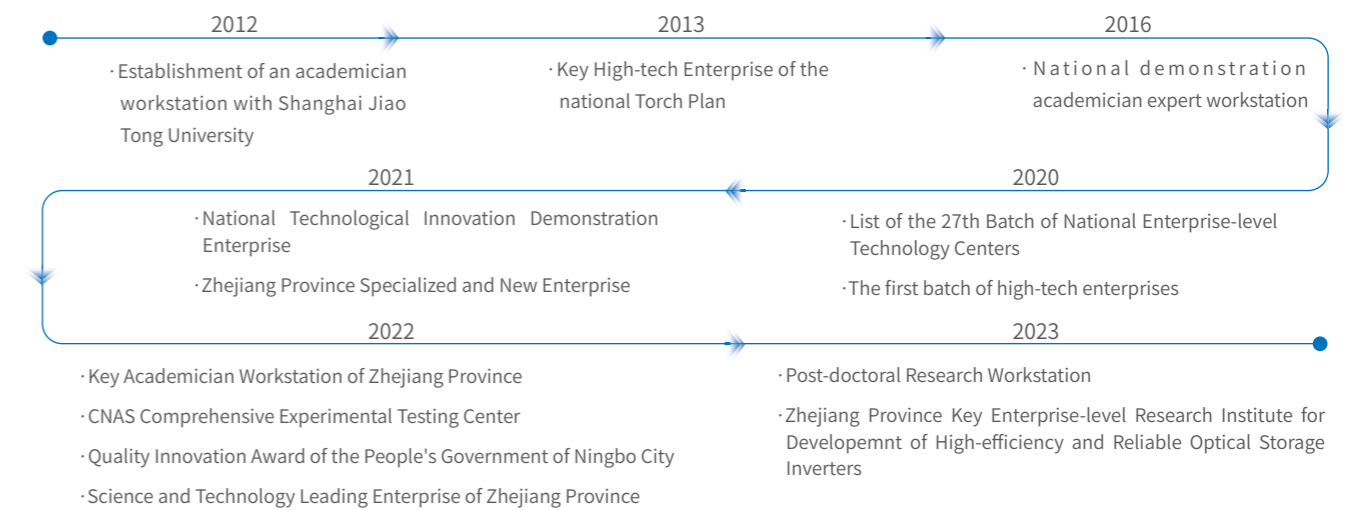 2012
·Establishment of an academician
workstation with Shanghai Jiao
Tong University
2013
·Key High-tech Enterprise of the
national Torch Plan
2016
·National demonstration
academician expert workstation
2020
·List of the 27th Batch of National Enterprise-level
Technology Centers
·The first batch of high-tech enterprises
2021
·National Technological Innovation Demonstration
Enterprise
·Zhejiang Province Specialized and New Enterprise
2022
·Key Academician Workstation of Zhejiang Province
·CNAS Comprehensive Experimental Testing Center
·Quality Innovation Award of the People's Government of Ningbo City
·Science and Technology Leading Enterprise of Zhejiang Province
2023
·Post-doctoral Research Workstation
·Zhejiang Province Key Enterprise-level Research Institute for
Developemnt of High-efficiency and Reliable Optical Storage
Inverters